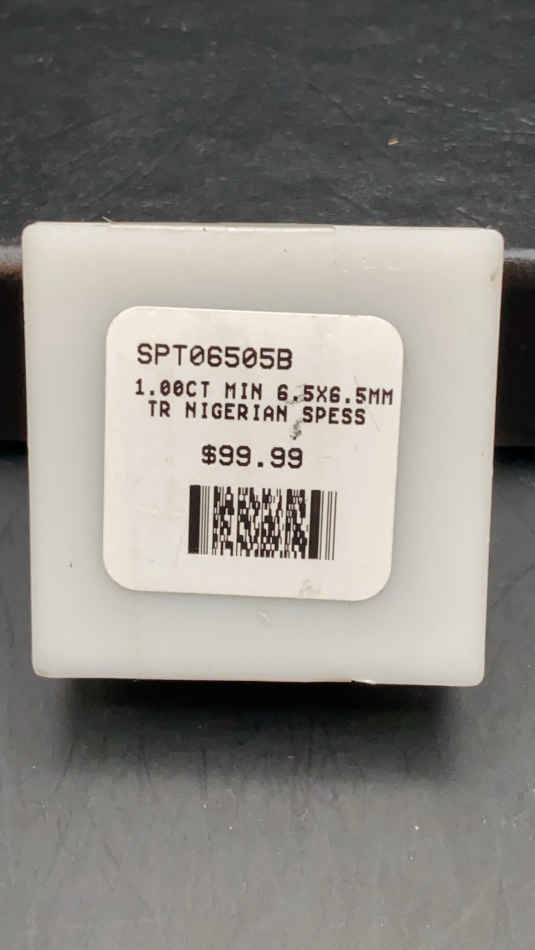 SPT06505B
1.00CT MIN 6.5X6.5MM
TR NIGERIAN SPESS
$99.99